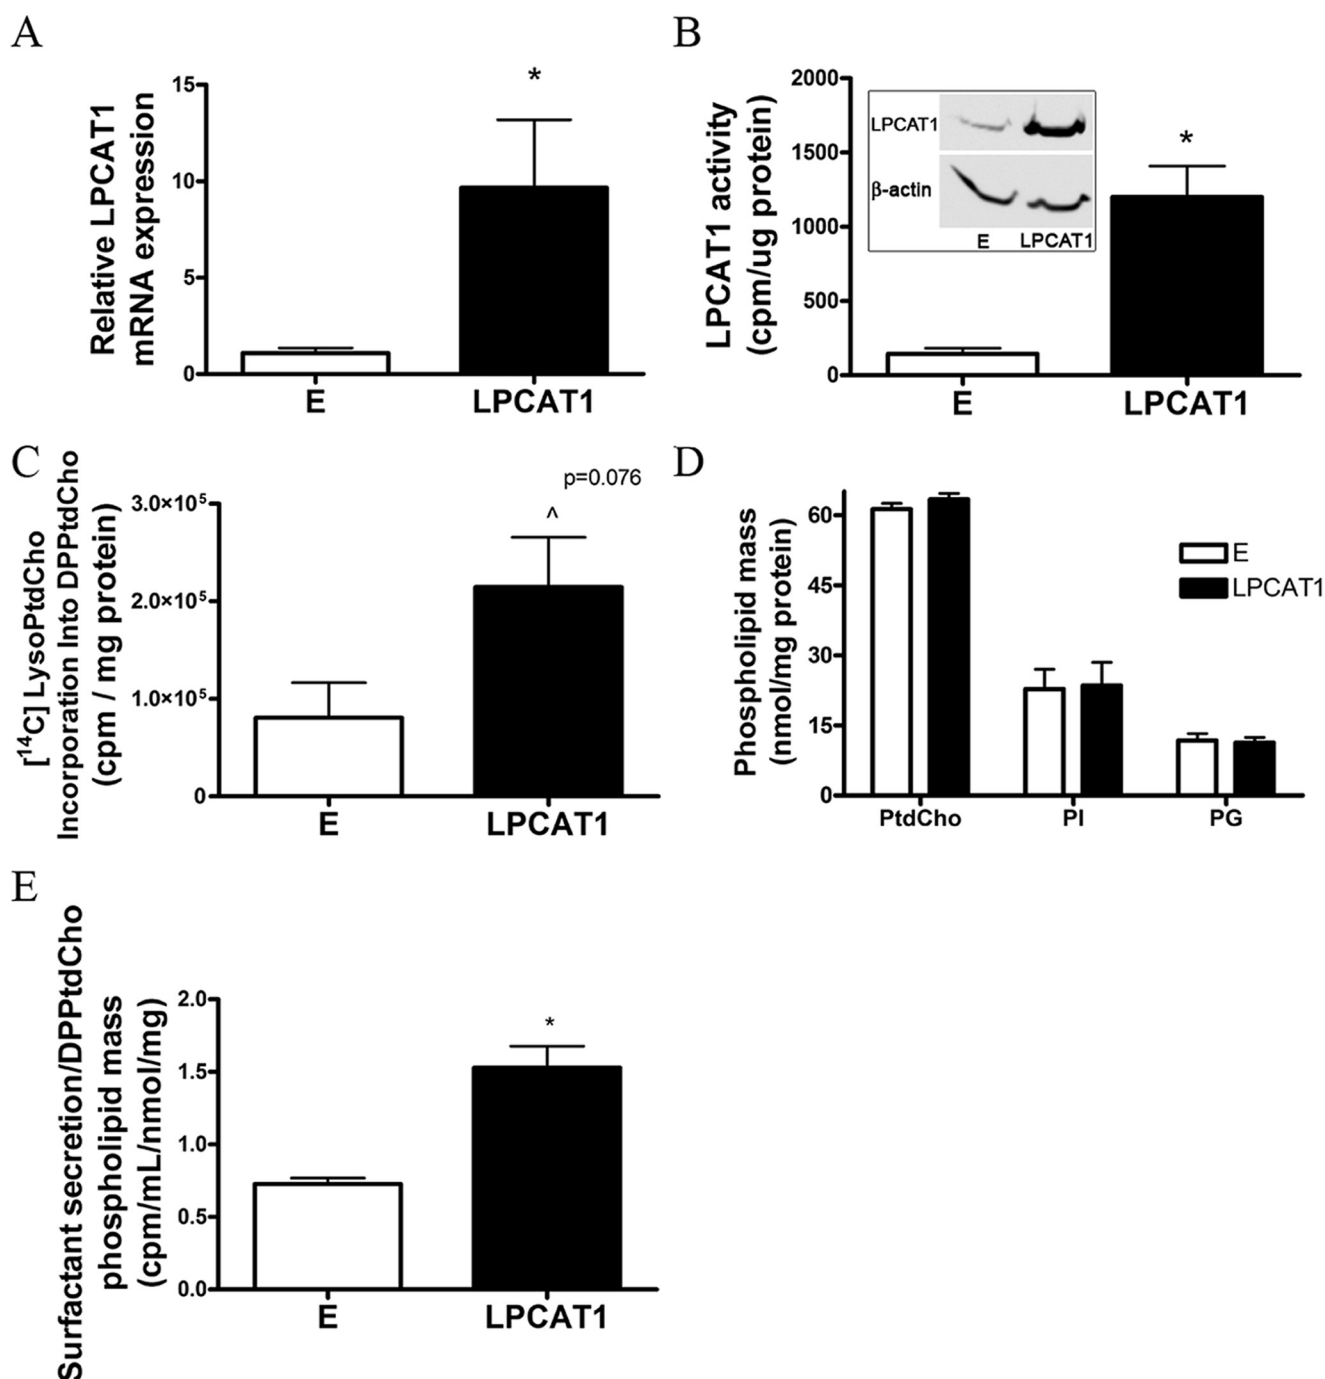 A
Relative LPCAT1
mRNA expression
15
10
5
0
*
E
LPCAT1
B
LPCAT1 activity
(cpm/ug protein)
2000
1500
1000
500
0
LPCAT1
β-actin
E
LPCAT1
*
E
LPCAT1
C
[¹⁴C] LysoPtdCho
Incorporation Into DPPtdCho
(cpm / mg protein)
3.0×10⁵
2.0×10⁵
1.0×10⁵
0
p=0.076
^
E
LPCAT1
D
Phospholipid mass
(nmol/mg protein)
60
45
30
15
0
E
LPCAT1
PtdCho
PI
PG
E
Surfactant secretion/DPPtdCho
phospholipid mass
(cpm/mL/nmol/mg)
2.0
1.5
1.0
0.5
0.0
*
E
LPCAT1